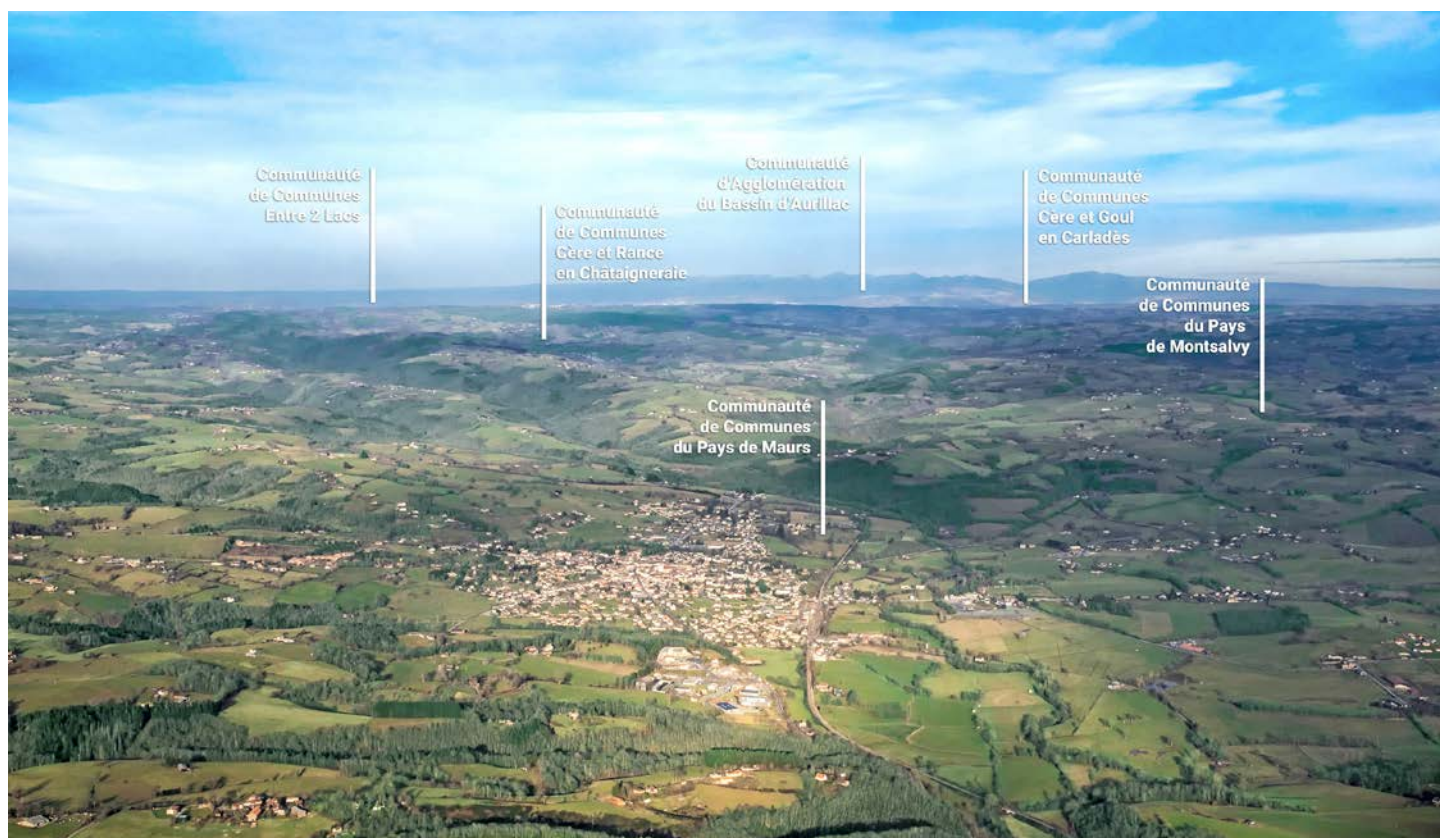 Communauté
de Communes
Entre 2 Lacs
Communauté
de Communes
Cère et Rance
en Châtaigneraie
Communauté
d'Agglomération
du Bassin d'Aurillac
Communauté
de Communes
Cère et Goul
en Carladès
Communauté
de Communes
du Pays
de Montsalvy
Communauté
de Communes
du Pays de Maurs